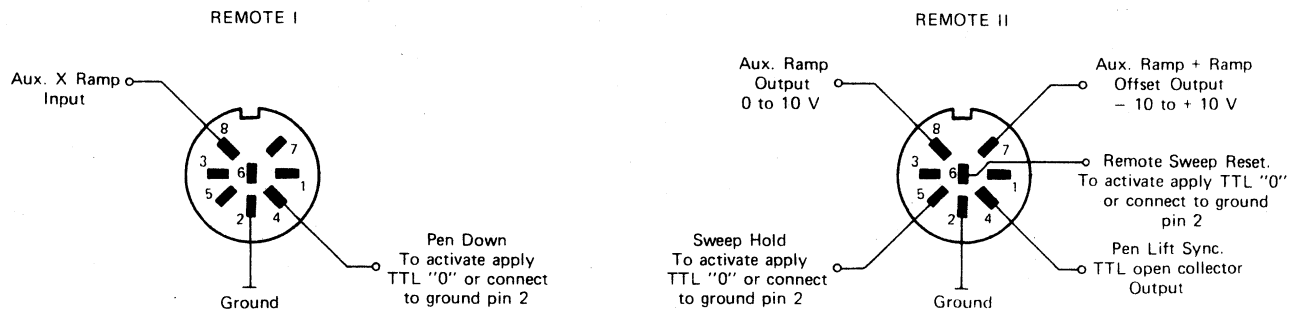 REMOTE I
Aux. X Ramp
Input
8
7
3
6
1
5
2
4
Pen Down
To activate apply
TTL "0" or connect
to ground pin 2
Ground
REMOTE II
Aux. Ramp
Output
0 to 10 V
Aux. Ramp + Ramp
Offset Output
– 10 to + 10 V
8
7
3
6
1
5
2
4
Remote Sweep Reset.
To activate apply TTL "0"
or connect to ground
pin 2
Sweep Hold
To activate apply
TTL "0" or connect
to ground pin 2
Pen Lift Sync.
TTL open collector
Output
Ground